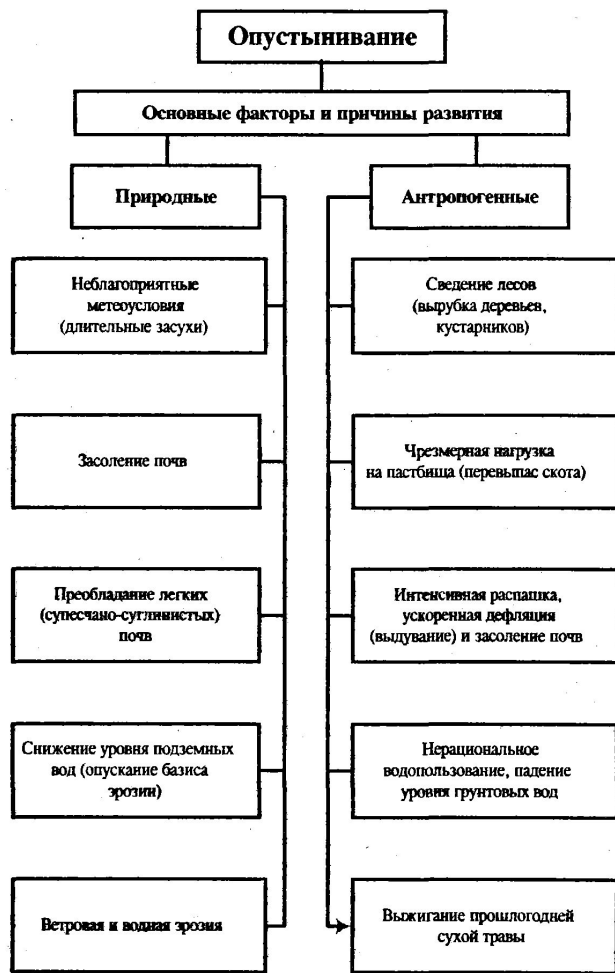 Опустынивание
Основные факторы и причины развития
Природные
Неблагоприятные
метеоусловия
(длительные засухи)
Засоление почв
Преобладание легких
(супесчано-суглинистых)
почв
Снижение уровня подземных
вод (опускание базиса
эрозии)
Ветровая и водная эрозия
Антропогенные
Сведение лесов
(вырубка деревьев,
кустарников)
Чрезмерная нагрузка
на пастбища (перевыпас скота)
Интенсивная распашка,
ускоренная дефляция
(выдувание) и засоление почв
Нерациональное
водопользование, падение
уровня грунтовых вод
Выжигание прошлогодней
сухой травы